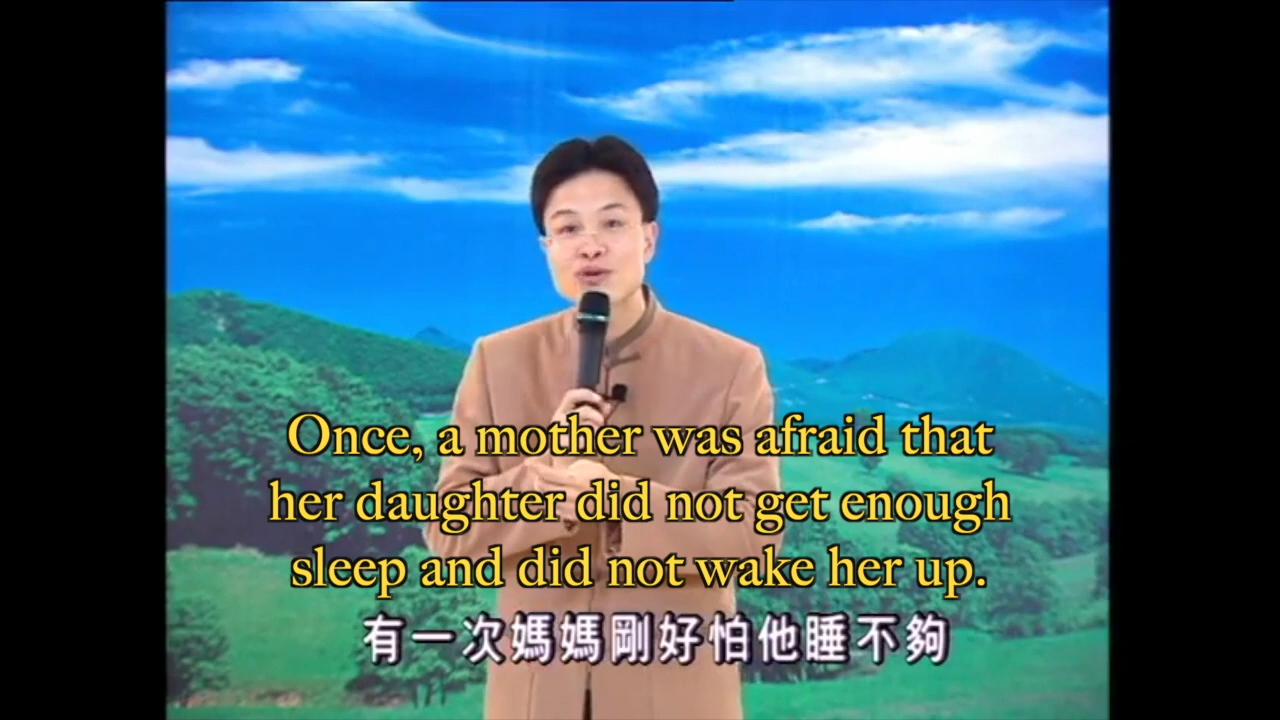 Once, a mother was afraid that
her daughter did not get enough
sleep and did not wake her up.
有一次媽媽剛好怕他睡不夠